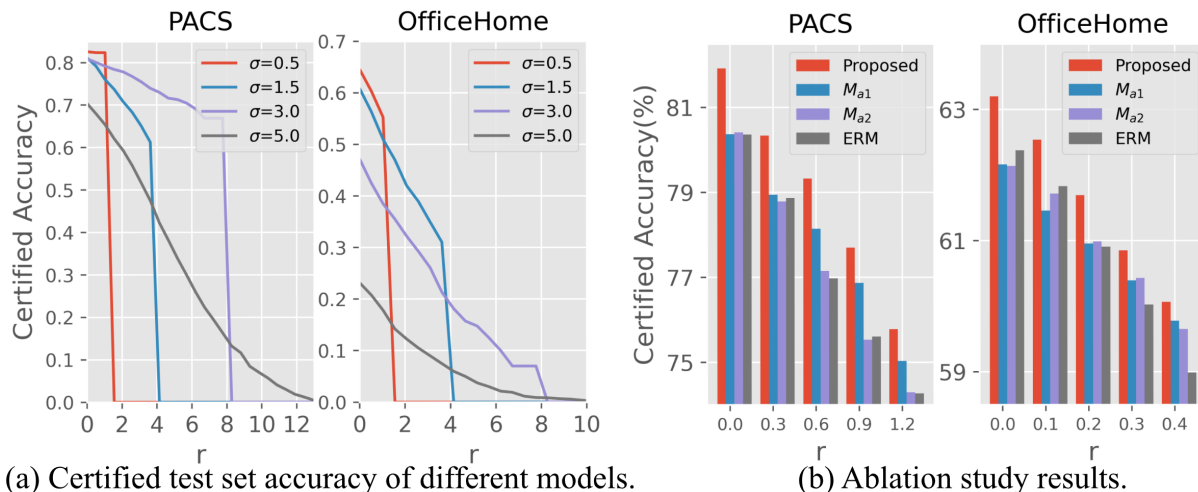 PACS
OfficeHome
Certified Accuracy
0.8
0.7
0.6
0.5
0.4
0.3
0.2
0.1
0.0
σ=0.5
σ=1.5
σ=3.0
σ=5.0
0 2 4 6 8 10 12
r
0.7
0.6
0.5
0.4
0.3
0.2
0.1
0.0
σ=0.5
σ=1.5
σ=3.0
σ=5.0
0 2 4 6 8 10
r
(a) Certified test set accuracy of different models.
PACS
OfficeHome
Certified Accuracy(%)
81
79
77
75
Proposed
Mₐ₁
Mₐ₂
ERM
0.0 0.3 0.6 0.9 1.2
r
63
61
59
Proposed
Mₐ₁
Mₐ₂
ERM
0.0 0.1 0.2 0.3 0.4
r
(b) Ablation study results.